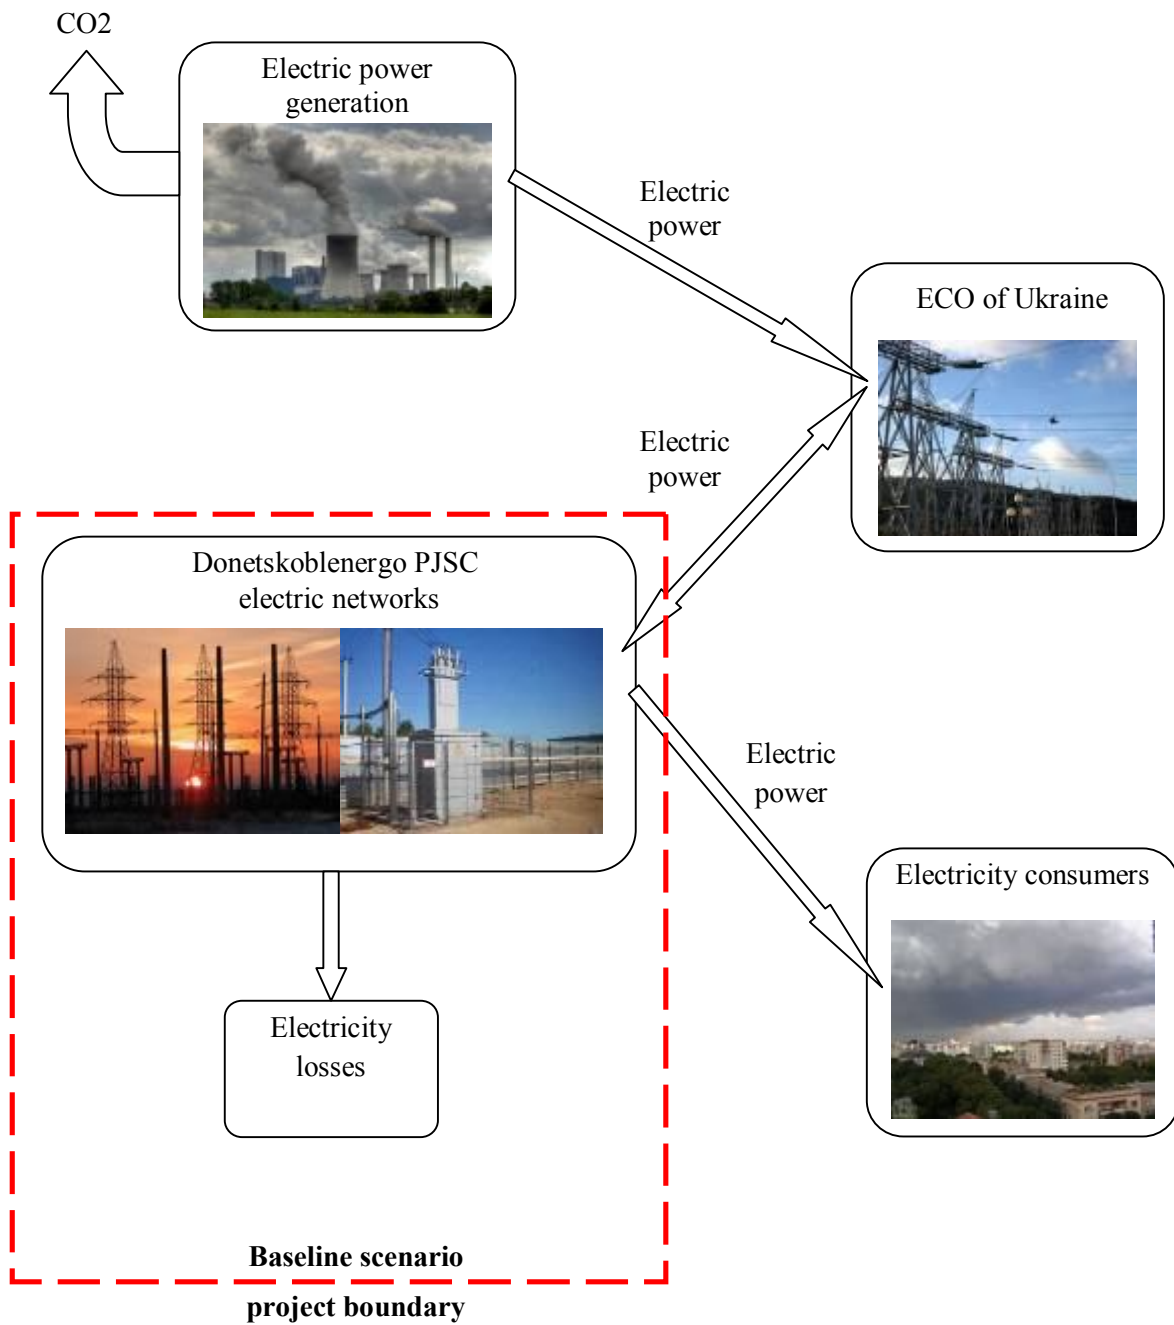 CO2
Electric power
generation
Electric
power
ECO of Ukraine
Electric
power
Donetskoblenergo PJSC
electric networks
Electric
power
Electricity consumers
Electricity
losses
Baseline scenario
project boundary